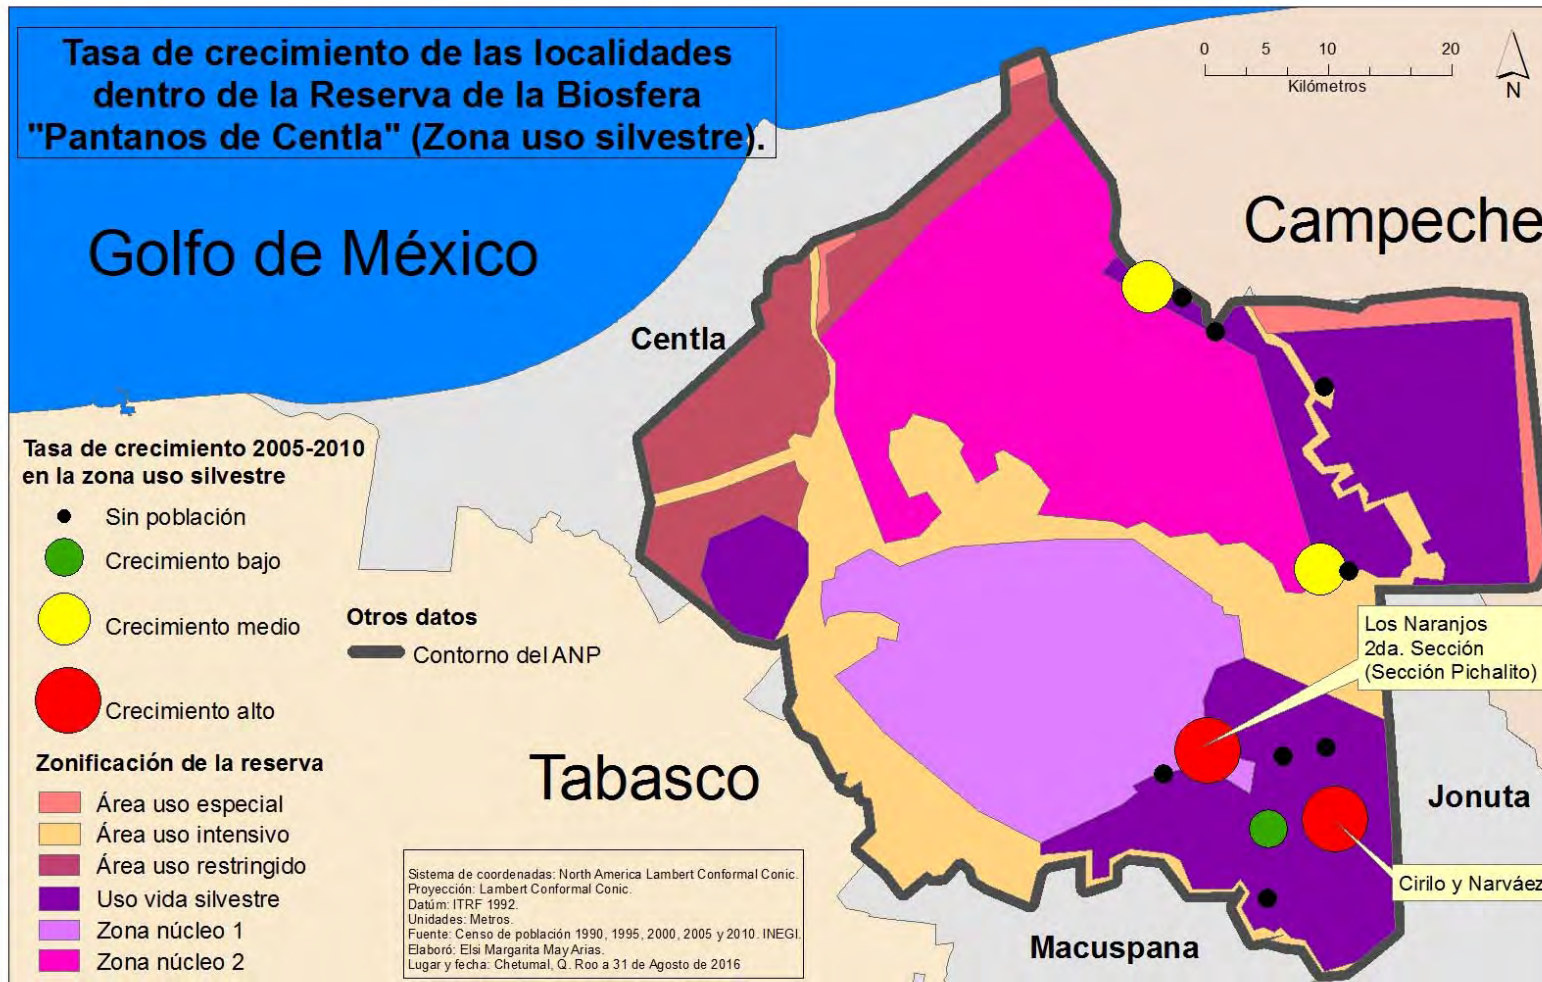 Tasa de crecimiento de las localidades
dentro de la Reserva de la Biosfera
"Pantanos de Centla" (Zona uso silvestre).
0 5 10 20
Kilómetros
N
Golfo de México
Campeche
Centla
Tasa de crecimiento 2005-2010
en la zona uso silvestre
Sin población
Crecimiento bajo
Crecimiento medio
Crecimiento alto
Otros datos
Contorno del ANP
Zonificación de la reserva
Área uso especial
Área uso intensivo
Área uso restringido
Uso vida silvestre
Zona núcleo 1
Zona núcleo 2
Tabasco
Los Naranjos
2da. Sección
(Sección Pichalito)
Jonuta
Cirilo y Narváez
Macuspana
Sistema de coordenadas: North America Lambert Conformal Conic.
Proyección: Lambert Conformal Conic.
Datúm: ITRF 1992.
Unidades: Metros.
Fuente: Censo de población 1990, 1995, 2000, 2005 y 2010. INEGI.
Elaboró: Elsi Margarita May Arias.
Lugar y fecha: Chetumal, Q. Roo a 31 de Agosto de 2016